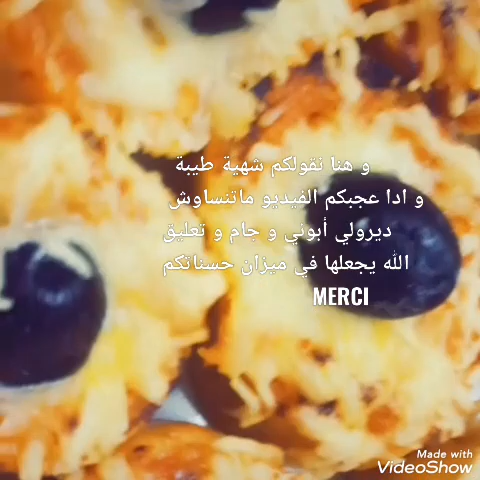 و هنا نقولكم شهية طيبة
و ادا عجبكم الفيديو ماتنساوش
ديرولي أبوني و جام و تعليق
الله يجعلها في ميزان حسناتكم
MERCI
Made with
VideoShow